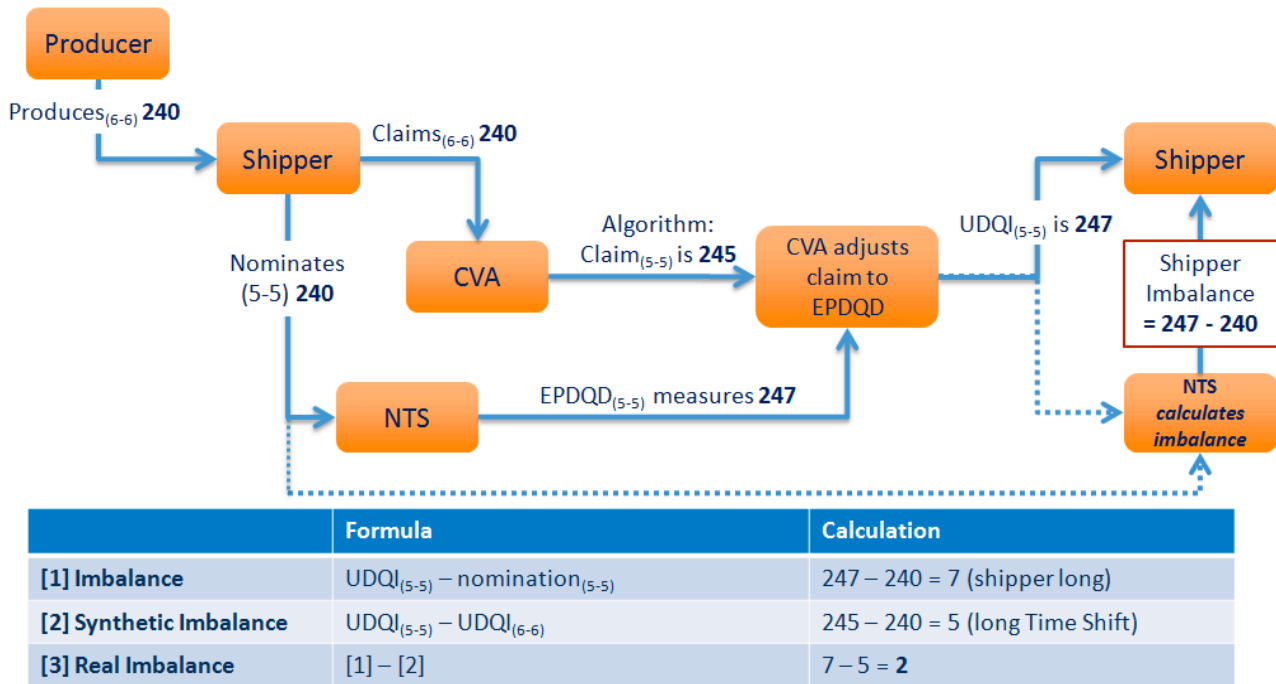 Producer
Produces(6-6) 240
Shipper
Claims(6-6) 240
Nominates
(5-5) 240
CVA
Algorithm:
Claim(5-5) is 245
CVA adjusts
claim to
EPDQD
UDQI(5-5) is 247
Shipper
Shipper
Imbalance
= 247 - 240
NTS
EPDQD(5-5) measures 247
NTS
calculates
imbalance
Formula Calculation
[1] Imbalance UDQI(5-5) – nomination(5-5) 247 – 240 = 7 (shipper long)
[2] Synthetic Imbalance UDQI(5-5) – UDQI(6-6) 245 – 240 = 5 (long Time Shift)
[3] Real Imbalance [1] – [2] 7 – 5 = 2